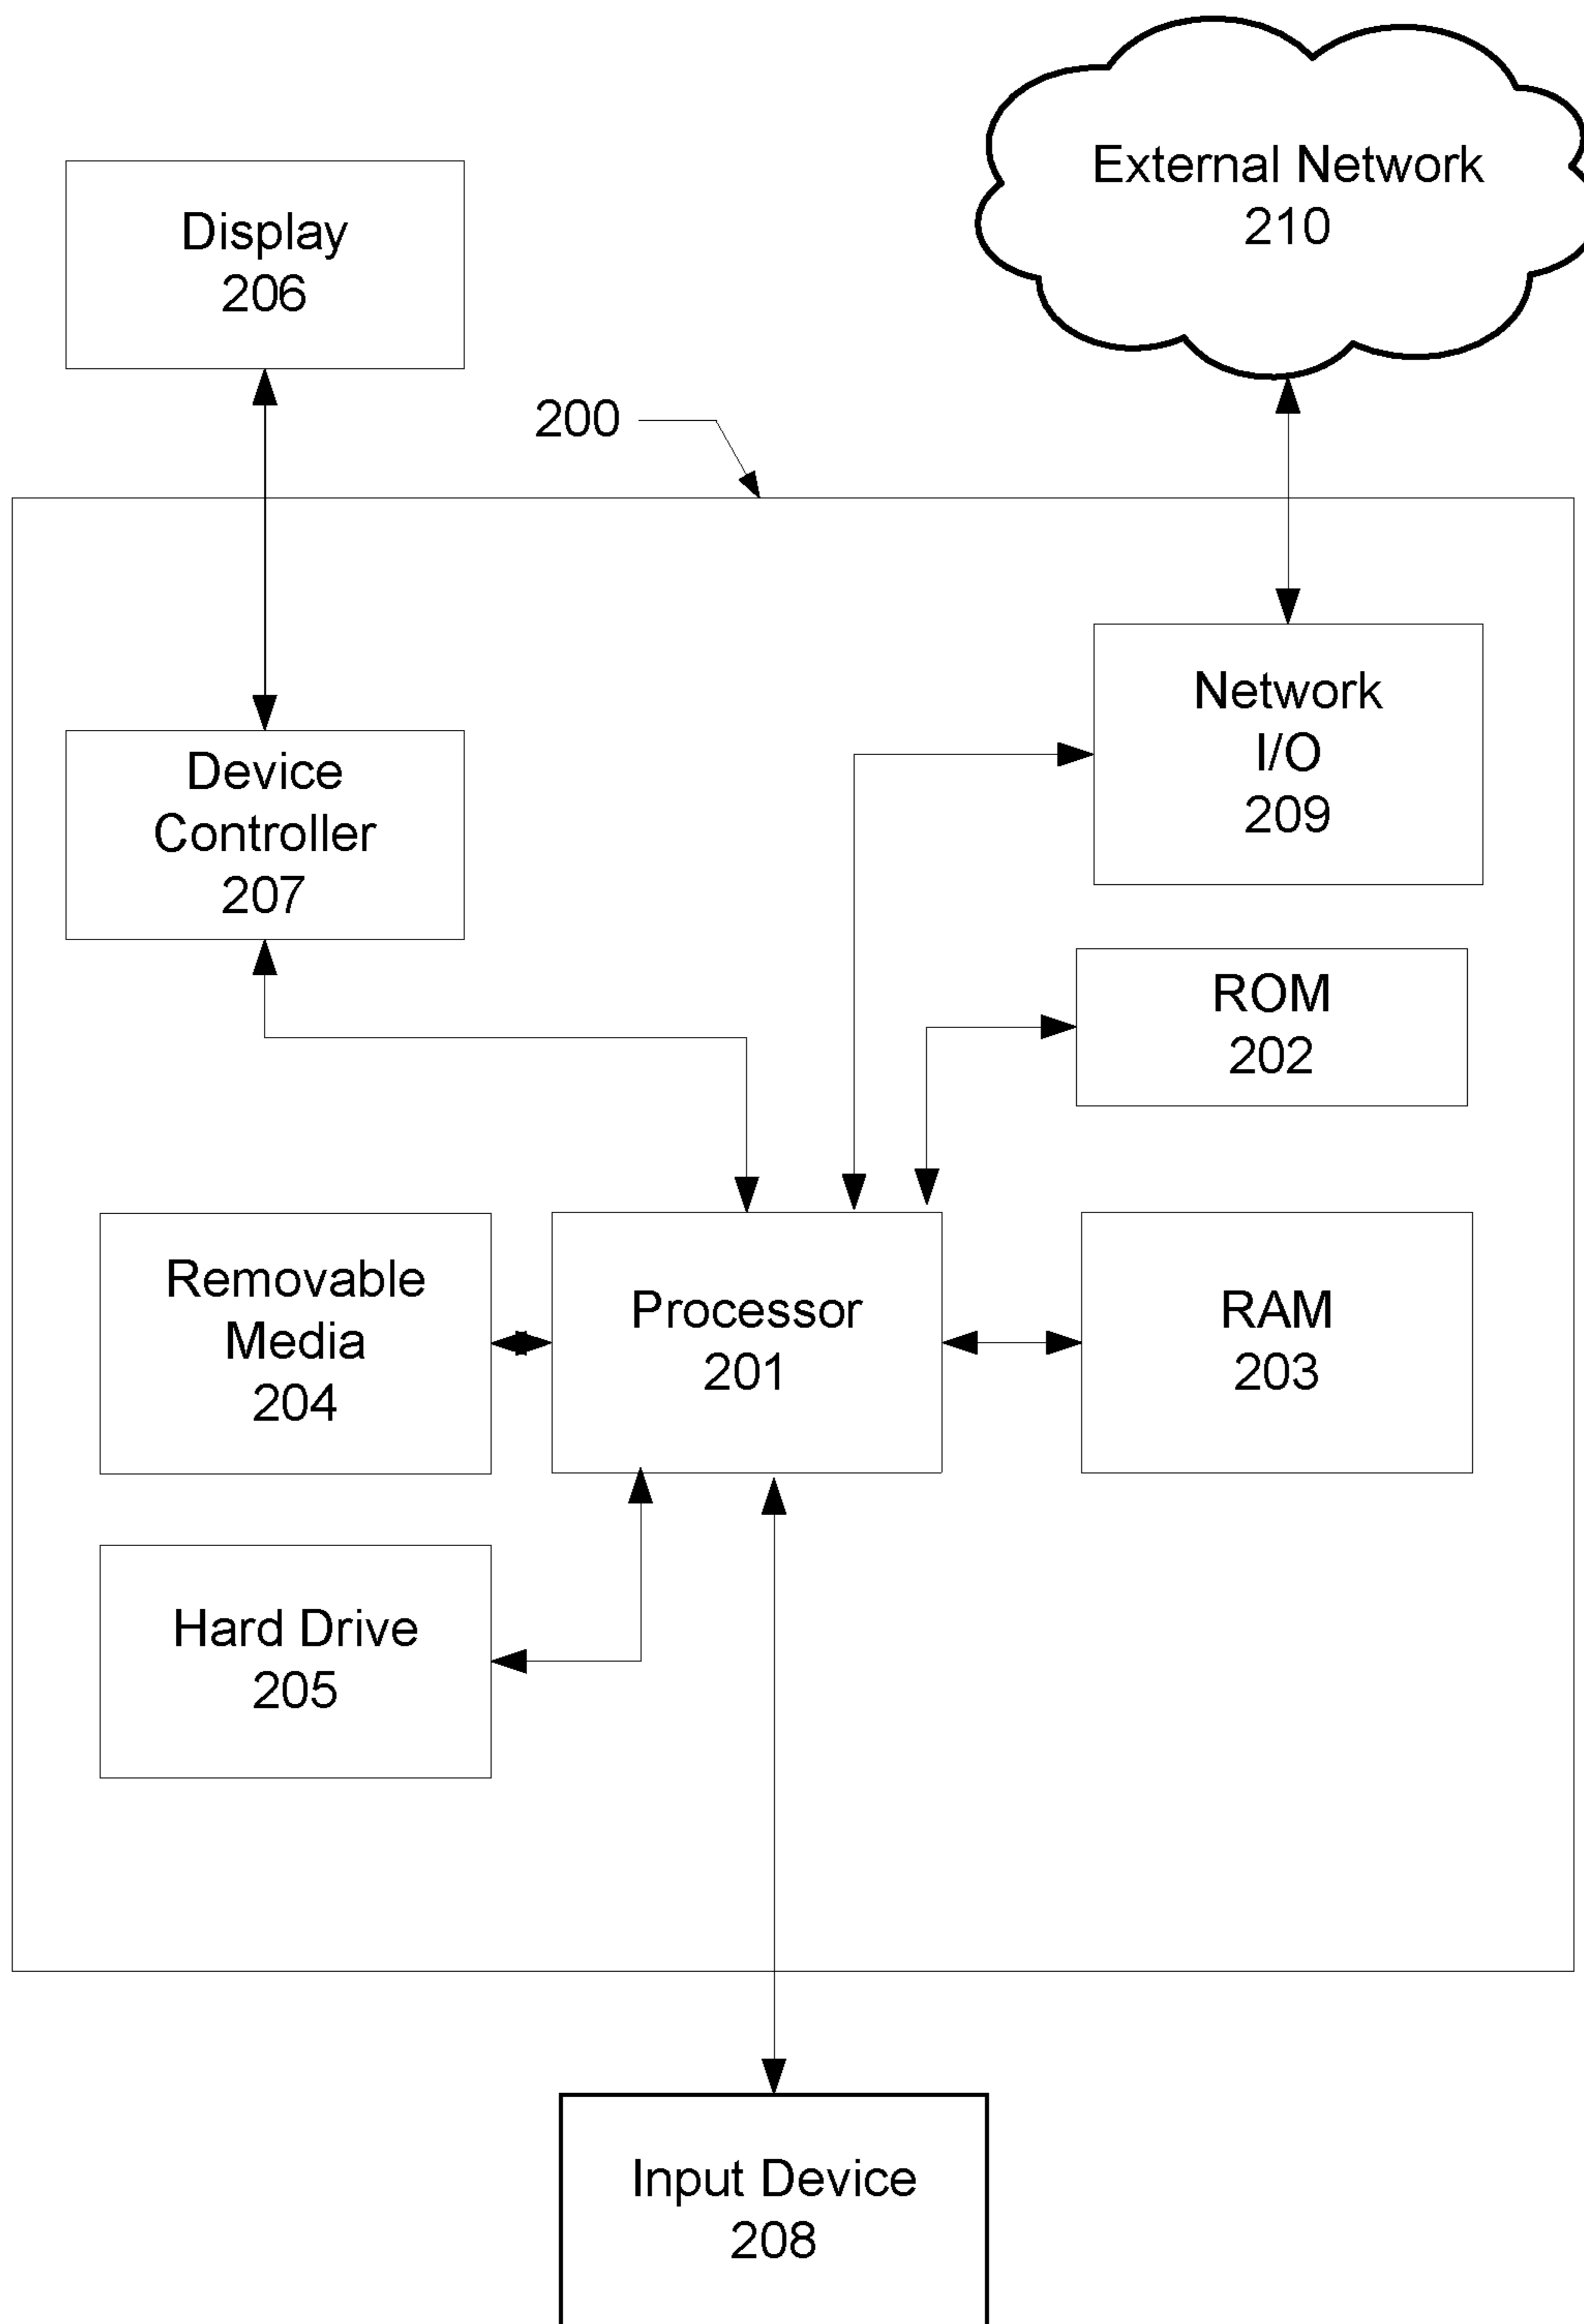 External Network
210
Display
206
200
Network
I/O
209
Device
Controller
207
ROM
202
Removable
Media
204
Processor
201
RAM
203
Hard Drive
205
Input Device
208